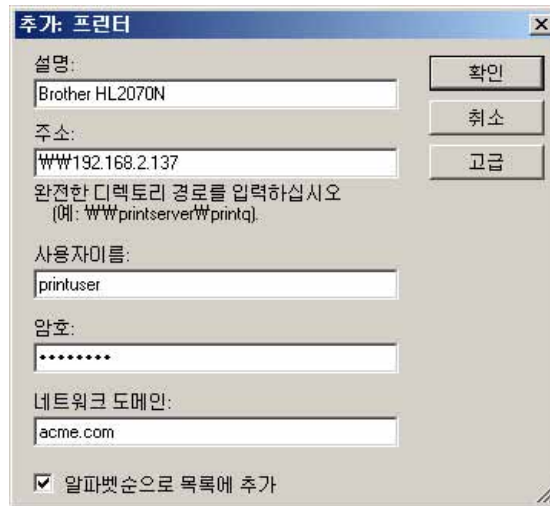 추가: 프린터
설명:
Brother HL2070N
주소:
₩₩192.168.2.137
완전한 디렉토리 경로를 입력하십시오
(예: ₩₩printserver₩printq).
사용자이름:
printuser
암호:
••••••••
네트워크 도메인:
acme.com
알파벳순으로 목록에 추가
확인
취소
고급